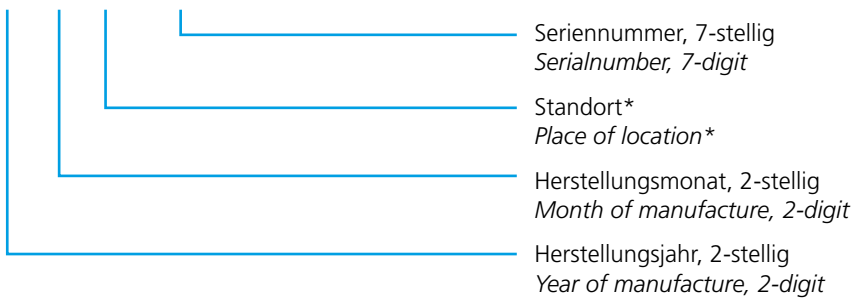 Seriennummer, 7-stellig
Serialnumber, 7-digit
Standort*
Place of location*
Herstellungsmonat, 2-stellig
Month of manufacture, 2-digit
Herstellungsjahr, 2-stellig
Year of manufacture, 2-digit